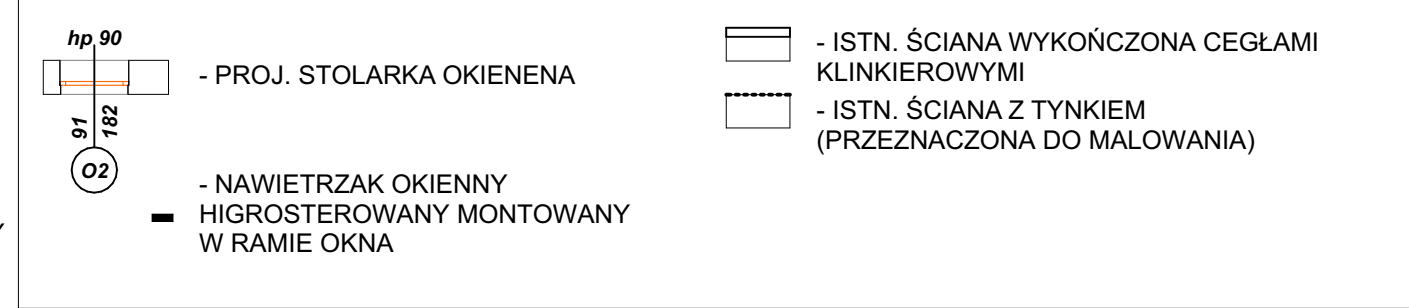 hp 90
- PROJ. STOLARKA OKIENENA
91
182
O2
- NAWIETRZAK OKIENNY
HIGROSTEROWANY MONTOWANY
W RAMIE OKNA
- ISTN. ŚCIANA WYKOŃCZONA CEGŁAMI
KLINKIEROWYMI
- ISTN. ŚCIANA Z TYNKIEM
(PRZEZNACZONA DO MALOWANIA)